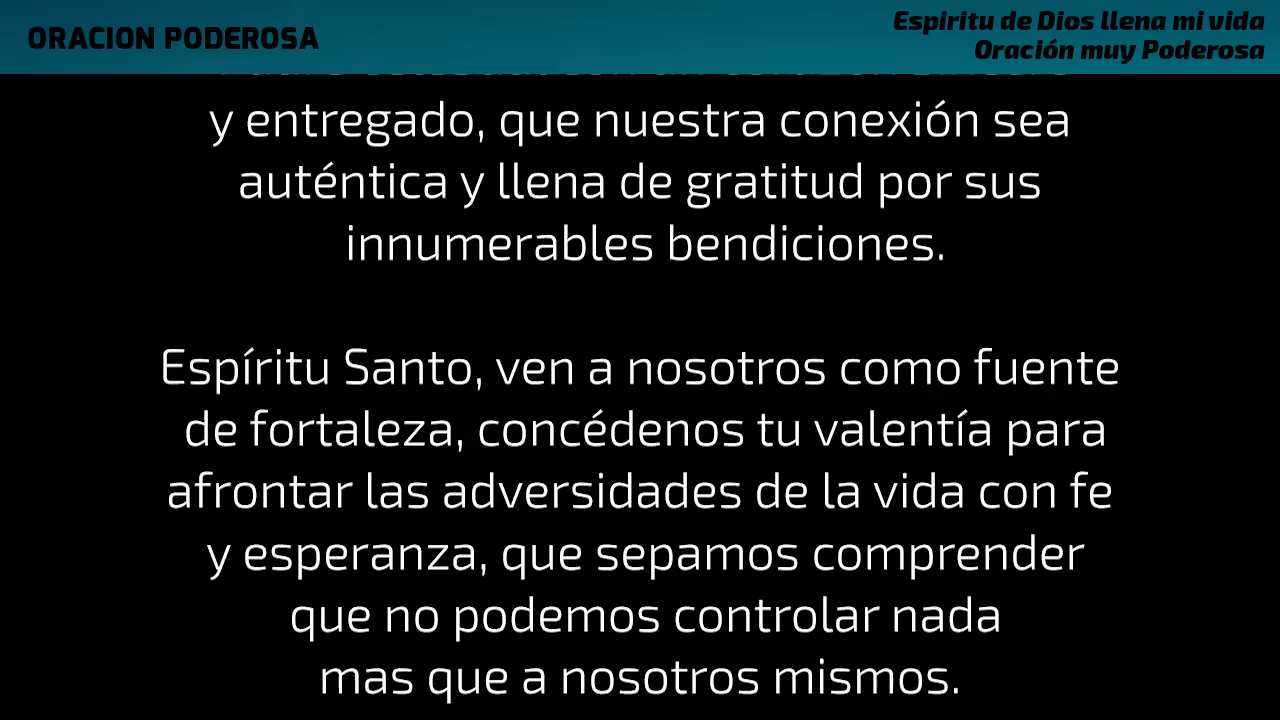 ORACION PODEROSA
Espiritu de Dios llena mi vida
Oración muy Poderosa
y entregado, que nuestra conexión sea
auténtica y llena de gratitud por sus
innumerables bendiciones.
Espíritu Santo, ven a nosotros como fuente
de fortaleza, concédenos tu valentía para
afrontar las adversidades de la vida con fe
y esperanza, que sepamos comprender
que no podemos controlar nada
mas que a nosotros mismos.